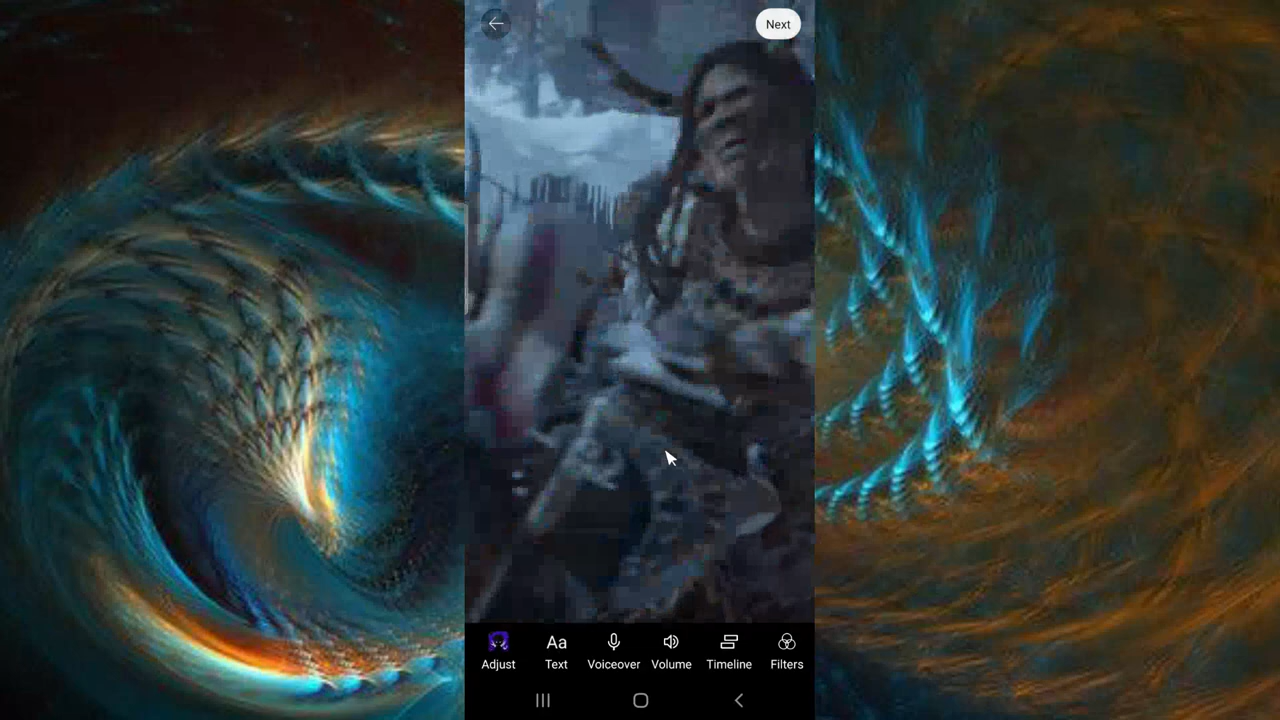 Next
Adjust
Aa
Text
Voiceover
Volume
Timeline
Filters